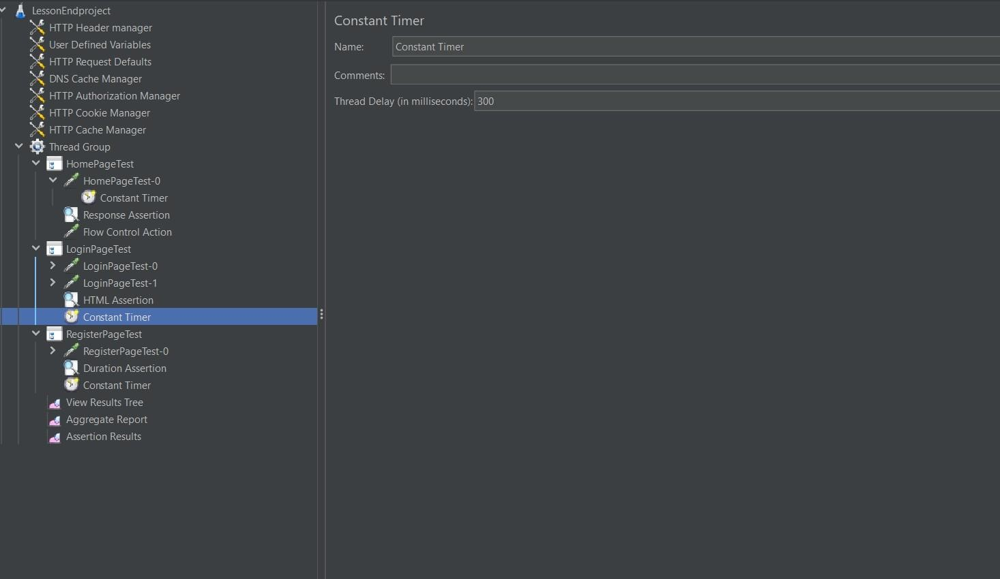 LessonEndproject
HTTP Header manager
User Defined Variables
HTTP Request Defaults
DNS Cache Manager
HTTP Authorization Manager
HTTP Cookie Manager
HTTP Cache Manager
Thread Group
HomePageTest
HomePageTest-0
Constant Timer
Response Assertion
Flow Control Action
LoginPageTest
LoginPageTest-0
LoginPageTest-1
HTML Assertion
Constant Timer
RegisterPageTest
RegisterPageTest-0
Duration Assertion
Constant Timer
View Results Tree
Aggregate Report
Assertion Results
Constant Timer
Name: Constant Timer
Comments:
Thread Delay (in milliseconds): 300